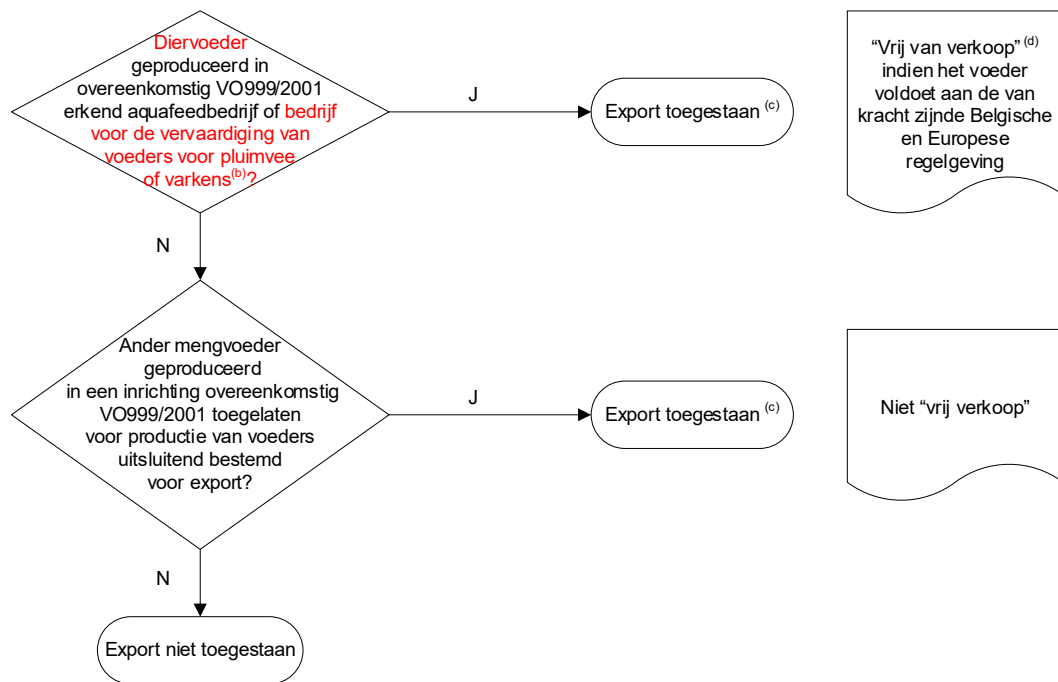 Diervoeder
geproduceerd in
overeenkomstig VO999/2001
erkend aquafeedbedrijf of bedrijf
voor de vervaardiging van
voeders voor pluimvee
of varkens(b)?
J
Export toegestaan (c)
“Vrij van verkoop” (d)
indien het voeder
voldoet aan de van
kracht zijnde Belgische
en Europese
regelgeving
N
Ander mengvoeder
geproduceerd
in een inrichting overeenkomstig
VO999/2001 toegelaten
voor productie van voeders
uitsluitend bestemd
voor export?
J
Export toegestaan (c)
Niet “vrij verkoop”
N
Export niet toegestaan